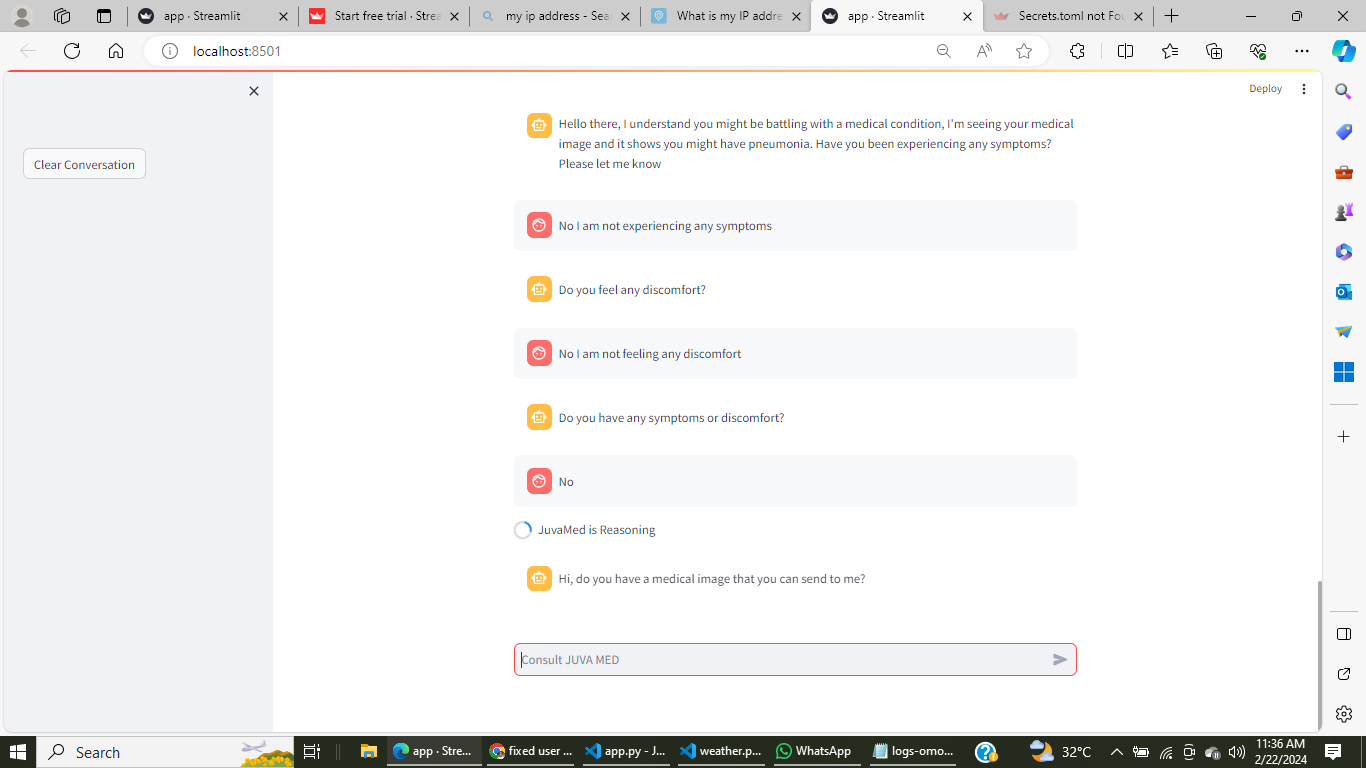 app · Streamlit
Start free trial · Strea
my ip address - Sear
What is my IP addre
app · Streamlit
Secrets.toml not Fou
localhost:8501
Deploy
Clear Conversation
Hello there, I understand you might be battling with a medical condition, I'm seeing your medical
image and it shows you might have pneumonia. Have you been experiencing any symptoms?
Please let me know
No I am not experiencing any symptoms
Do you feel any discomfort?
No I am not feeling any discomfort
Do you have any symptoms or discomfort?
No
JuvaMed is Reasoning
Hi, do you have a medical image that you can send to me?
Consult JUVA MED
Search
app · Stre...
fixed user ...
app.py - J...
weather.p...
WhatsApp
logs-omo...
32°C
11:36 AM
2/22/2024